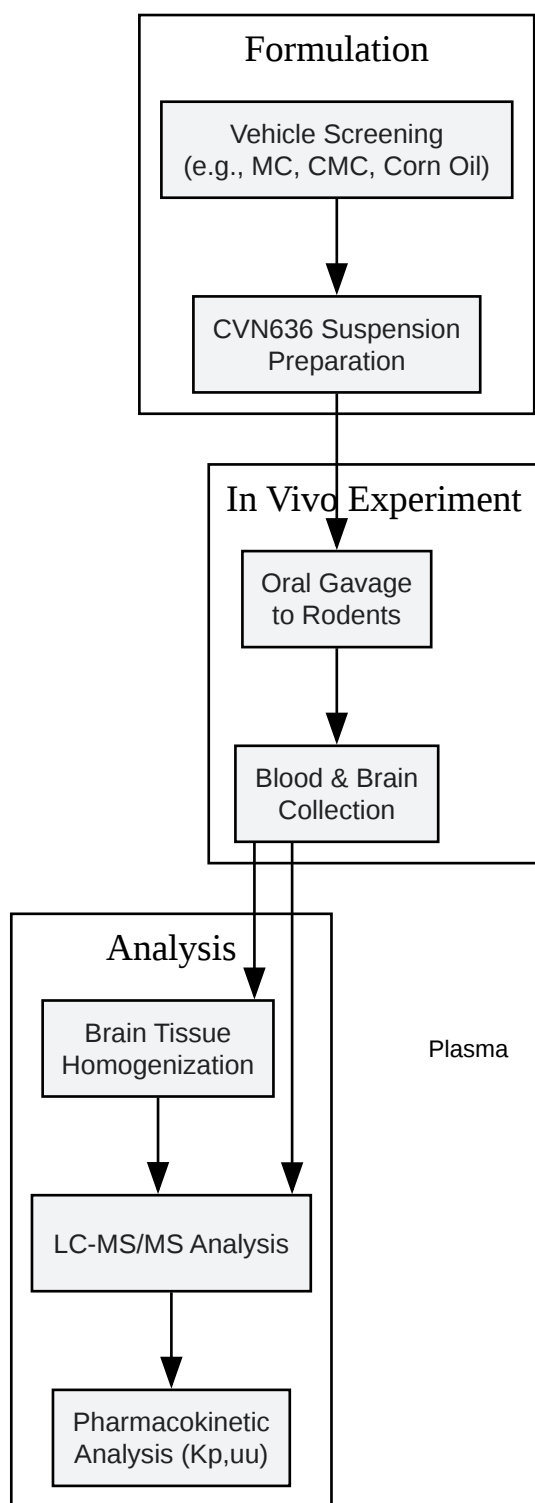 Formulation
Vehicle Screening
(e.g., MC, CMC, Corn Oil)
CVN636 Suspension
Preparation
In Vivo Experiment
Oral Gavage
to Rodents
Blood & Brain
Collection
Analysis
Brain Tissue
Homogenization
Plasma
LC-MS/MS Analysis
Pharmacokinetic
Analysis (Kp,uu)